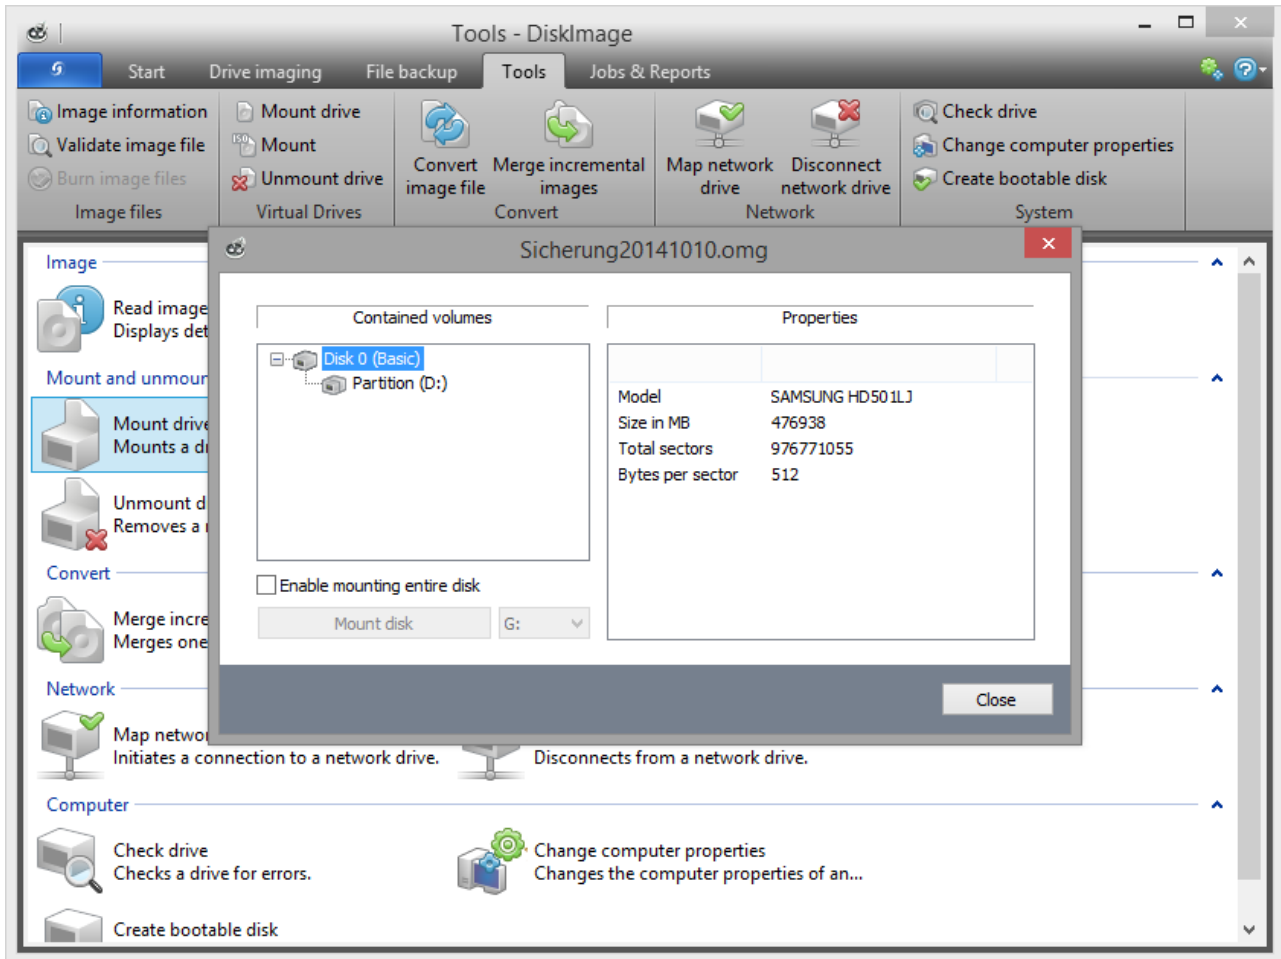 Tools - DiskImage
Start Drive imaging File backup Tools Jobs & Reports
Image information
Validate image file
Burn image files
Image files
Mount drive
ISO Mount
Unmount drive
Virtual Drives
Convert
image file
Merge incremental
images
Convert
Map network
drive
Disconnect
network drive
Network
Check drive
Change computer properties
Create bootable disk
System
Sicherung20141010.omg
Contained volumes
Disk 0 (Basic)
Partition (D:)
Enable mounting entire disk
Mount disk G:
Properties
Model SAMSUNG HD501LJ
Size in MB 476938
Total sectors 976771055
Bytes per sector 512
Close
Image
Read image
Displays det
Mount and unmour
Mount drive
Mounts a
Unmount d
Removes a
Convert
Merge incre
Merges one
Network
Map networ
Initiates a connection to a network drive.
Disconnects from a network drive.
Computer
Check drive
Checks a drive for errors.
Change computer properties
Changes the computer properties of an...
Create bootable disk